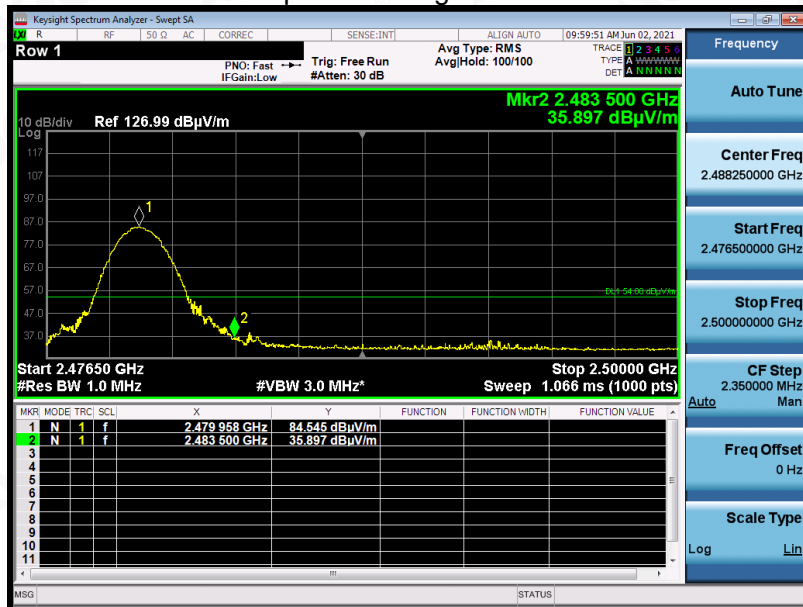 Keysight Spectrum Analyzer - Swept SA
LXI R RF 50 Ω AC CORREC SENSE:INT ALIGN AUTO 09:59:51 AM Jun 02, 2021
Row 1
PNO: Fast
IFGain:Low
Trig: Free Run
#Atten: 30 dB
Avg Type: RMS
Avg|Hold: 100/100
TRACE 1 2 3 4 5 6
TYPE A WWWWW
DET A N N N N N
Mkr2 2.483 500 GHz
35.897 dBµV/m
10 dB/div Ref 126.99 dBµV/m
Log
117
107
97.0
87.0
77.0
67.0
57.0
47.0
37.0
1
2
DL1 54.00 dBµV/m
Start 2.47650 GHz Stop 2.50000 GHz
#Res BW 1.0 MHz #VBW 3.0 MHz* Sweep 1.066 ms (1000 pts)
MKR MODE TRC SCL X Y FUNCTION FUNCTION WIDTH FUNCTION VALUE
1 N 1 f 2.479 958 GHz 84.545 dBµV/m
2 N 1 f 2.483 500 GHz 35.897 dBµV/m
3
4
5
6
7
8
9
10
11
MSG STATUS
Frequency
Auto Tune
Center Freq
2.488250000 GHz
Start Freq
2.476500000 GHz
Stop Freq
2.500000000 GHz
CF Step
2.350000 MHz
Auto Man
Freq Offset
0 Hz
Scale Type
Log Lin